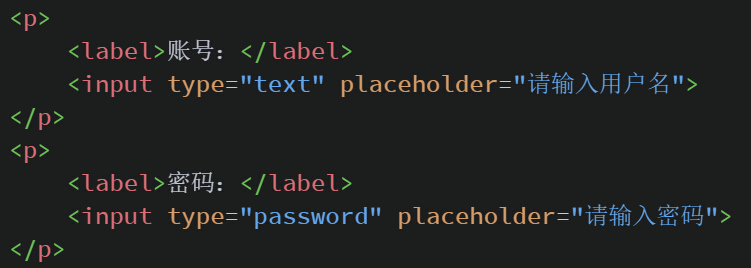 <p>
    <label>账号：</label>
    <input type="text" placeholder="请输入用户名">
</p>
<p>
    <label>密码：</label>
    <input type="password" placeholder="请输入密码">
</p>